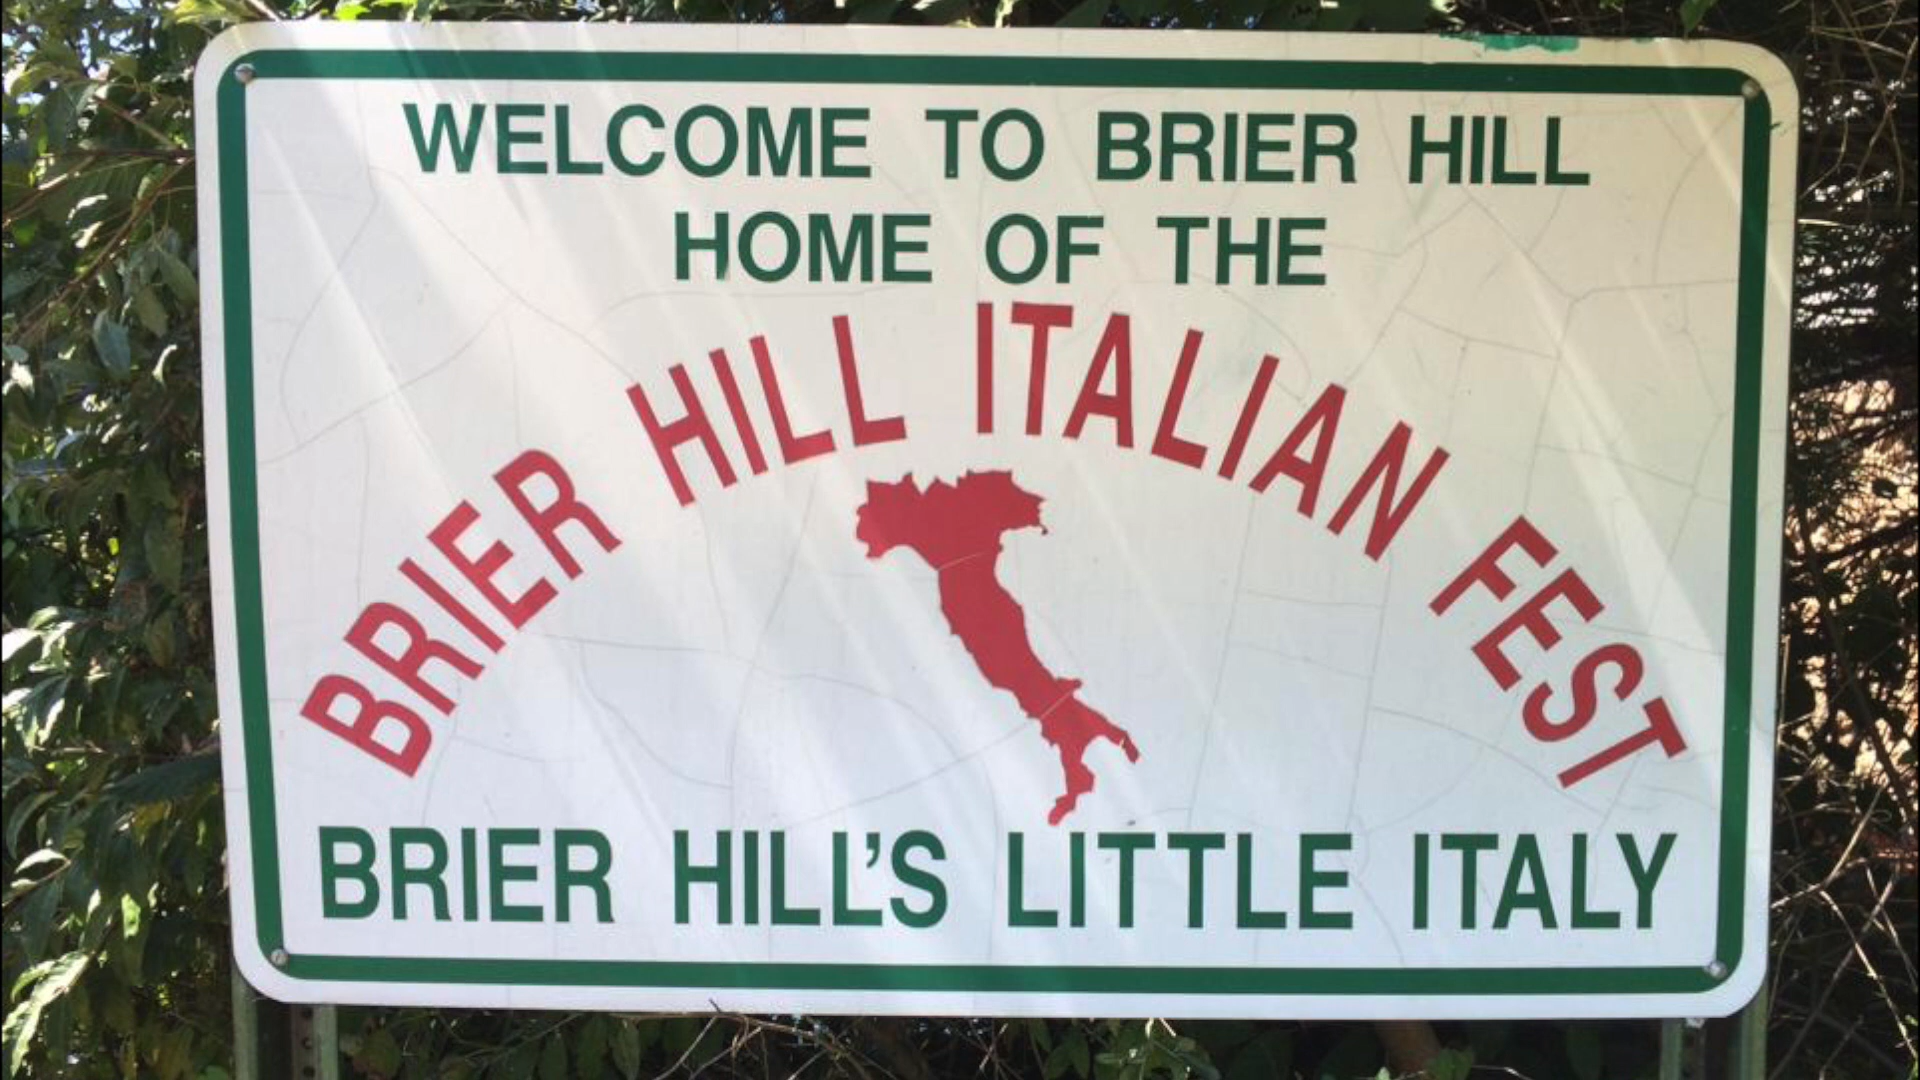 WELCOME TO BRIER HILL
HOME OF THE
BRIER HILL ITALIAN FEST
BRIER HILL'S LITTLE ITALY